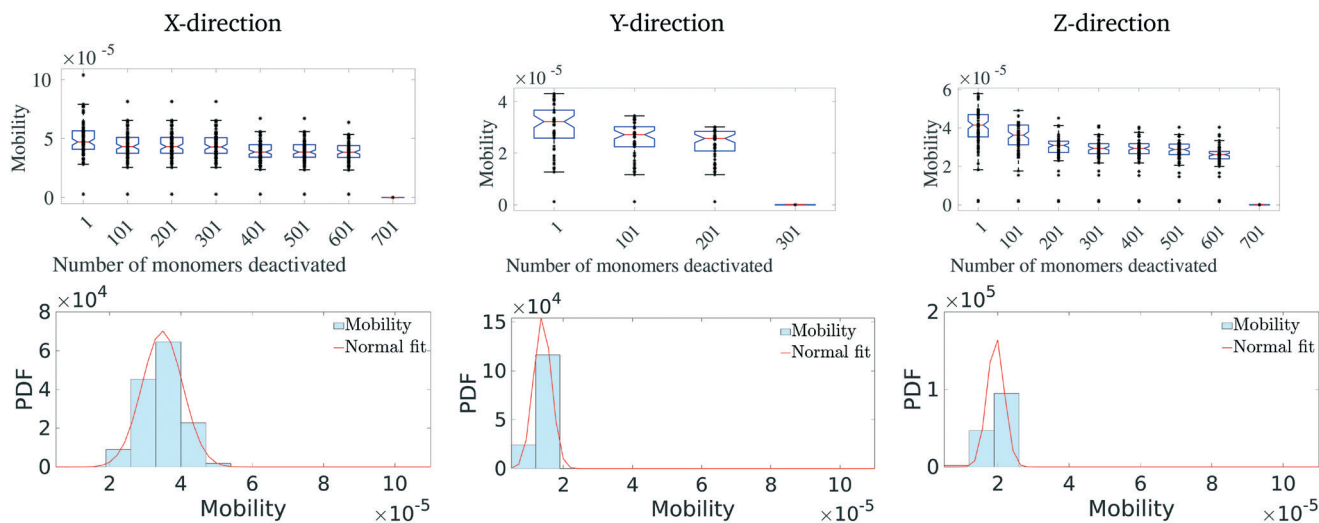 X-direction
× 10 -5
10
5
0
Mobility
1 101 201 301 401 501 601 701
Number of monomers deactivated
Y-direction
× 10 -5
4
2
0
Mobility
1 101 201 301
Number of monomers deactivated
Z-direction
× 10 -5
6
4
2
0
Mobility
1 101 201 301 401 501 601 701
Number of monomers deactivated
×10 4
8
6
4
2
0
PDF
Mobility
Normal fit
2 4 6 8 10
Mobility
×10 -5
×10 4
15
10
5
0
PDF
Mobility
Normal fit
2 4 6 8 10
Mobility
×10 -5
×10 5
2
1
0
PDF
Mobility
Normal fit
2 4 6 8 10
Mobility
×10 -5